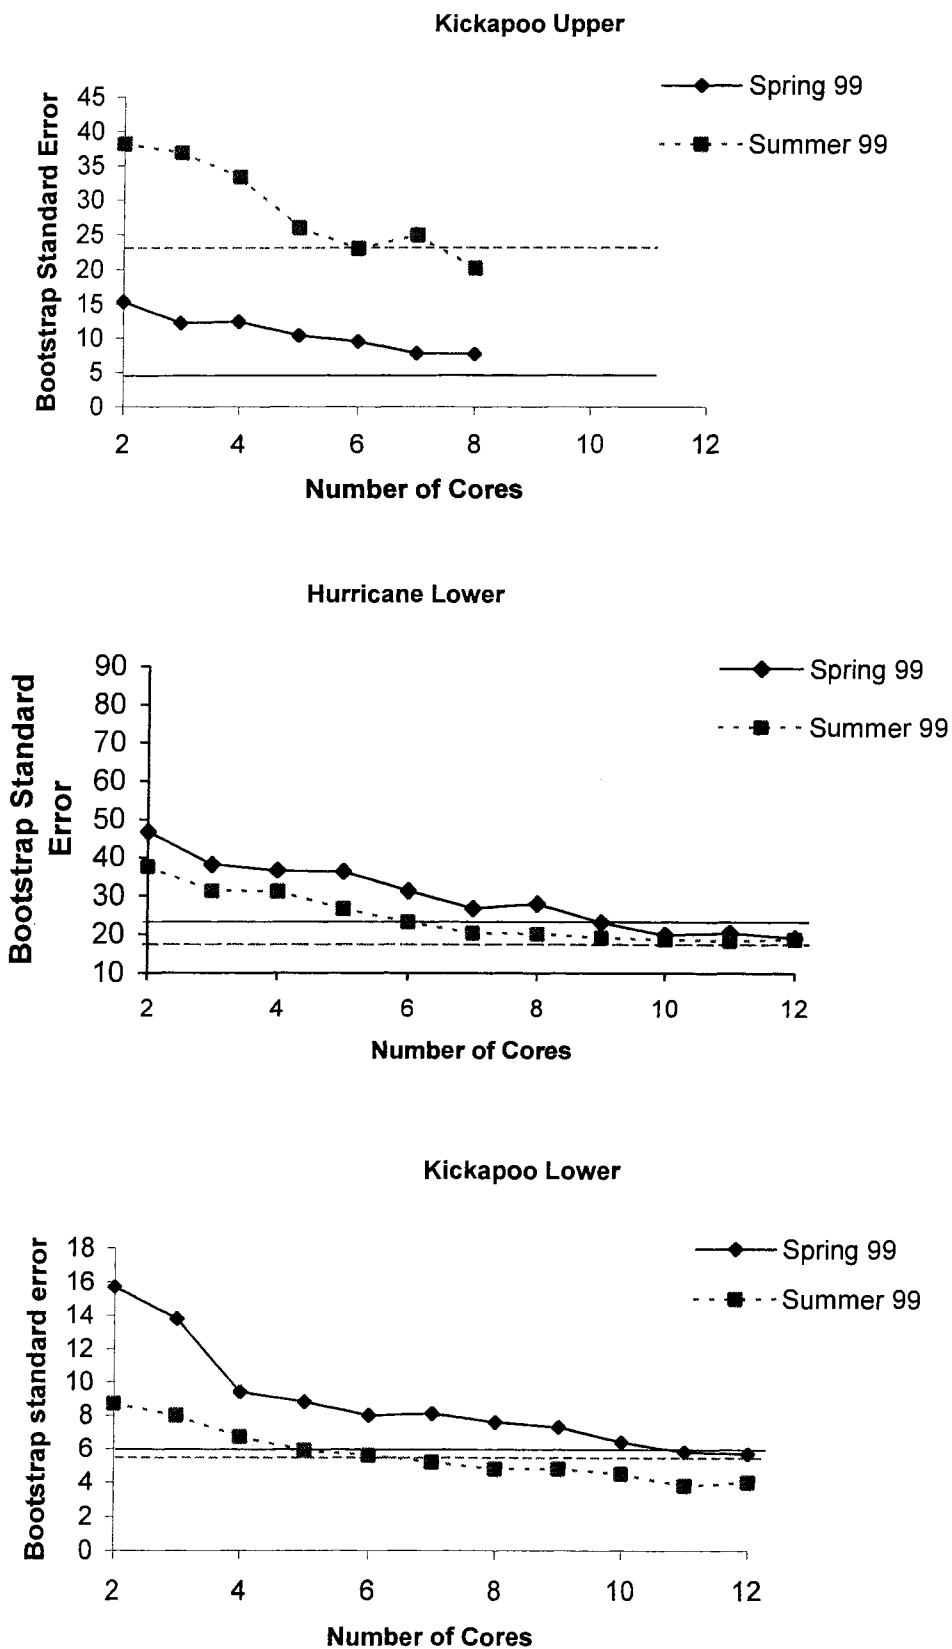 Kickapoo Upper
Spring 99
Summer 99
Bootstrap Standard Error
45
40
35
30
25
20
15
10
5
0
2 4 6 8 10 12
Number of Cores
Hurricane Lower
Spring 99
Summer 99
Bootstrap Standard
Error
90
80
70
60
50
40
30
20
10
2 4 6 8 10 12
Number of Cores
Kickapoo Lower
Spring 99
Summer 99
Bootstrap standard error
18
16
14
12
10
8
6
4
2
0
2 4 6 8 10 12
Number of Cores